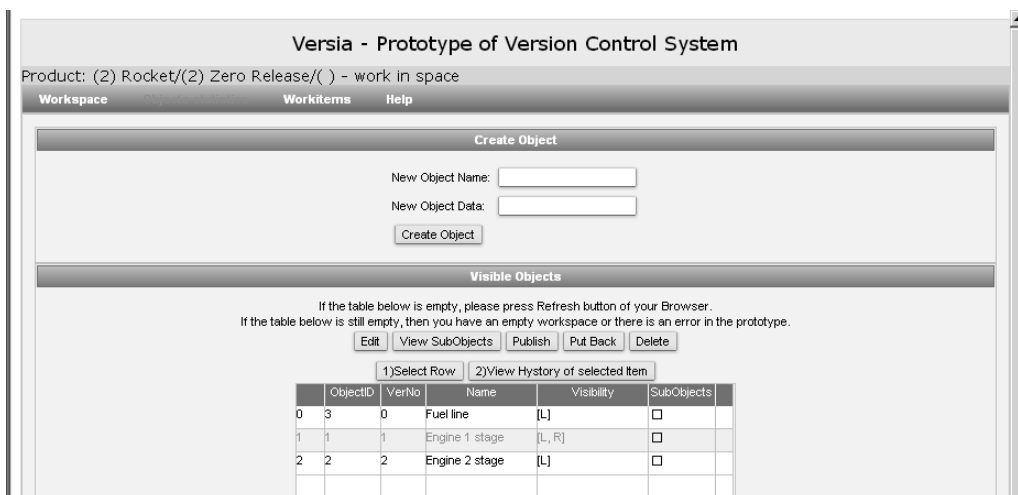 Versia - Prototype of Version Control System
Product: (2) Rocket/(2) Zero Release/( ) - work in space
Workspace Objects statistics Workitems Help
Create Object
New Object Name:
New Object Data:
Create Object
Visible Objects
If the table below is empty, please press Refresh button of your Browser.
If the table below is still empty, then you have an empty workspace or there is an error in the prototype.
Edit View SubObjects Publish Put Back Delete
1)Select Row 2)View Hystory of selected Item
ObjectID VerNo Name Visibility SubObjects
0 3 0 Fuel line [L]
1 1 1 Engine 1 stage [L, R]
2 2 2 Engine 2 stage [L]